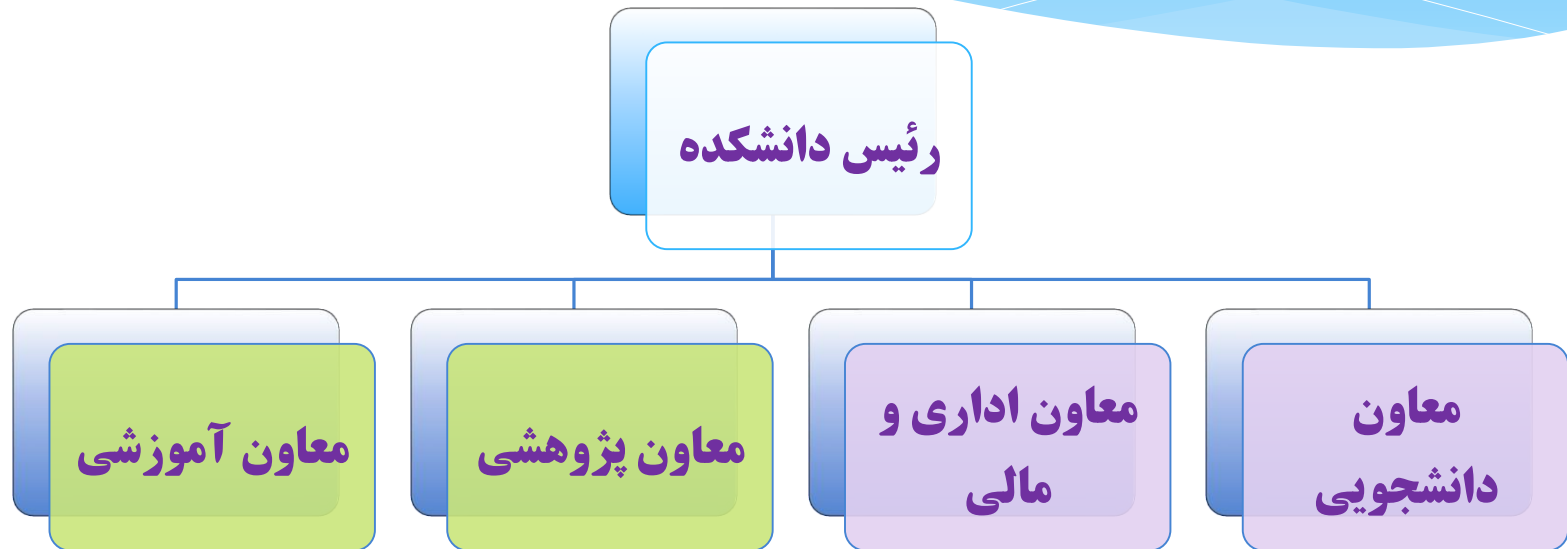 رئیس دانشکده
معاون دانشجویی
معاون اداری و
مالی
معاون پژوهشی
معاون آموزشی